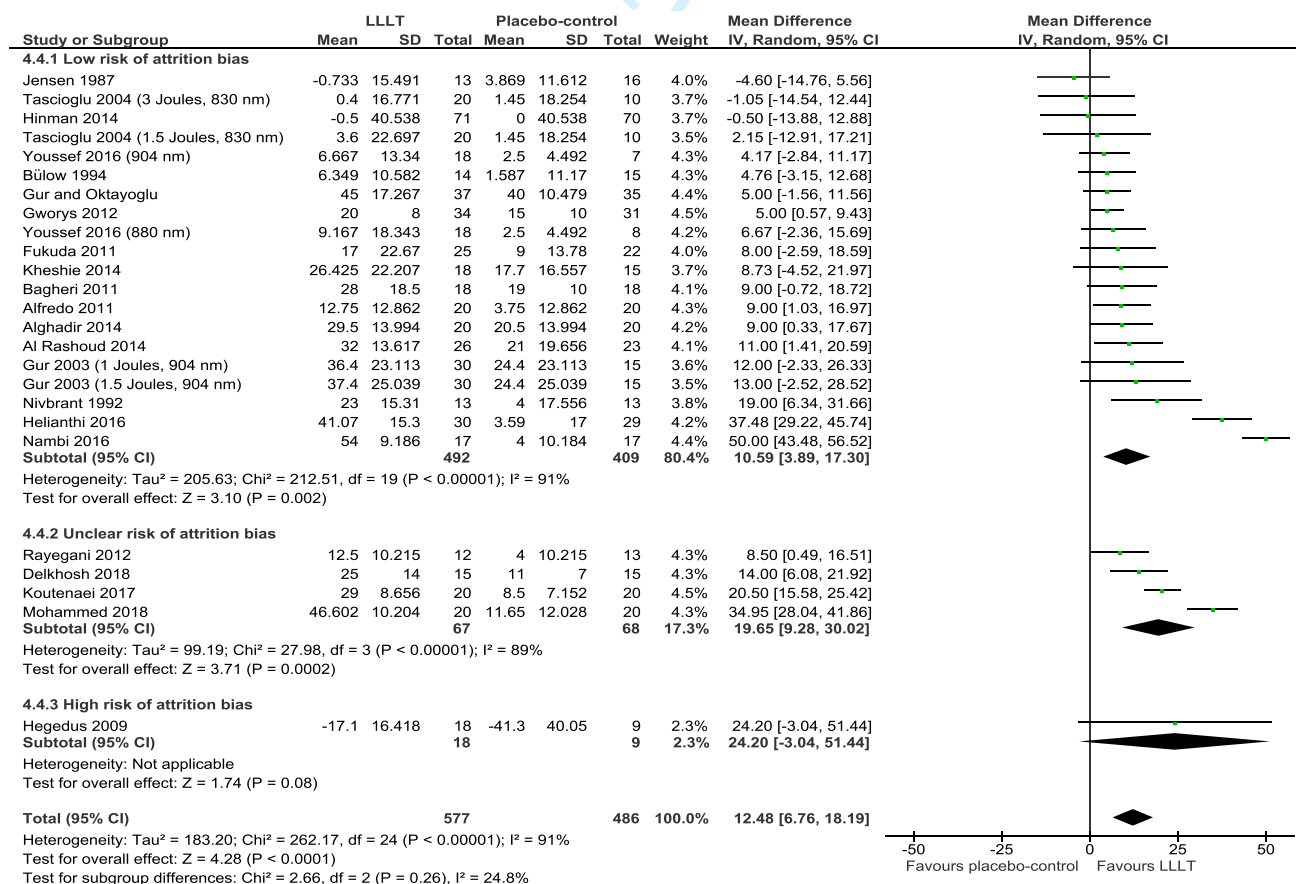 LLLT Placebo-control Mean Difference Mean Difference
Study or Subgroup Mean SD Total Mean SD Total Weight IV, Random, 95% CI IV, Random, 95% CI
4.4.1 Low risk of attrition bias
Jensen 1987 -0.733 15.491 13 3.869 11.612 16 4.0% -4.60 [-14.76, 5.56]
Tascioglu 2004 (3 Joules, 830 nm) 0.4 16.771 20 1.45 18.254 10 3.7% -1.05 [-14.54, 12.44]
Hinman 2014 -0.5 40.538 71 0 40.538 70 3.7% -0.50 [-13.88, 12.88]
Tascioglu 2004 (1.5 Joules, 830 nm) 3.6 22.697 20 1.45 18.254 10 3.5% 2.15 [-12.91, 17.21]
Youssef 2016 (904 nm) 6.667 13.34 18 2.5 4.492 7 4.3% 4.17 [-2.84, 11.17]
Bülow 1994 6.349 10.582 14 1.587 11.17 15 4.3% 4.76 [-3.15, 12.68]
Gur and Oktayoglu 45 17.267 37 40 10.479 35 4.4% 5.00 [-1.56, 11.56]
Gworys 2012 20 8 34 15 10 31 4.5% 5.00 [0.57, 9.43]
Youssef 2016 (880 nm) 9.167 18.343 18 2.5 4.492 8 4.2% 6.67 [-2.36, 15.69]
Fukuda 2011 17 22.67 25 9 13.78 22 4.0% 8.00 [-2.59, 18.59]
Kheshie 2014 26.425 22.207 18 17.7 16.557 15 3.7% 8.73 [-4.52, 21.97]
Bagheri 2011 28 18.5 18 19 10 18 4.1% 9.00 [-0.72, 18.72]
Alfredo 2011 12.75 12.862 20 3.75 12.862 20 4.3% 9.00 [1.03, 16.97]
Alghadir 2014 29.5 13.994 20 20.5 13.994 20 4.2% 9.00 [0.33, 17.67]
Al Rashoud 2014 32 13.617 26 21 19.656 23 4.1% 11.00 [1.41, 20.59]
Gur 2003 (1 Joules, 904 nm) 36.4 23.113 30 24.4 23.113 15 3.6% 12.00 [-2.33, 26.33]
Gur 2003 (1.5 Joules, 904 nm) 37.4 25.039 30 24.4 25.039 15 3.5% 13.00 [-2.52, 28.52]
Nivbrant 1992 23 15.31 13 4 17.556 13 3.8% 19.00 [6.34, 31.66]
Helianthi 2016 41.07 15.3 30 3.59 17 29 4.2% 37.48 [29.22, 45.74]
Nambi 2016 54 9.186 17 4 10.184 17 4.4% 50.00 [43.48, 56.52]
Subtotal (95% CI) 492 409 80.4% 10.59 [3.89, 17.30]
Heterogeneity: Tau² = 205.63; Chi² = 212.51, df = 19 (P < 0.00001); I² = 91%
Test for overall effect: Z = 3.10 (P = 0.002)
4.4.2 Unclear risk of attrition bias
Rayegani 2012 12.5 10.215 12 4 10.215 13 4.3% 8.50 [0.49, 16.51]
Delkhosh 2018 25 14 15 11 7 15 4.3% 14.00 [6.08, 21.92]
Koutenaei 2017 29 8.656 20 8.5 7.152 20 4.5% 20.50 [15.58, 25.42]
Mohammed 2018 46.602 10.204 20 11.65 12.028 20 4.3% 34.95 [28.04, 41.86]
Subtotal (95% CI) 67 68 17.3% 19.65 [9.28, 30.02]
Heterogeneity: Tau² = 99.19; Chi² = 27.98, df = 3 (P < 0.00001); I² = 89%
Test for overall effect: Z = 3.71 (P = 0.0002)
4.4.3 High risk of attrition bias
Hegedus 2009 -17.1 16.418 18 -41.3 40.05 9 2.3% 24.20 [-3.04, 51.44]
Subtotal (95% CI) 18 9 2.3% 24.20 [-3.04, 51.44]
Heterogeneity: Not applicable
Test for overall effect: Z = 1.74 (P = 0.08)
Total (95% CI) 577 486 100.0% 12.48 [6.76, 18.19]
Heterogeneity: Tau² = 183.20; Chi² = 262.17, df = 24 (P < 0.00001); I² = 91%
Test for overall effect: Z = 4.28 (P < 0.0001)
Test for subgroup differences: Chi² = 2.66, df = 2 (P = 0.26), I² = 24.8%
-50 -25 0 25 50
Favours placebo-control Favours LLLT